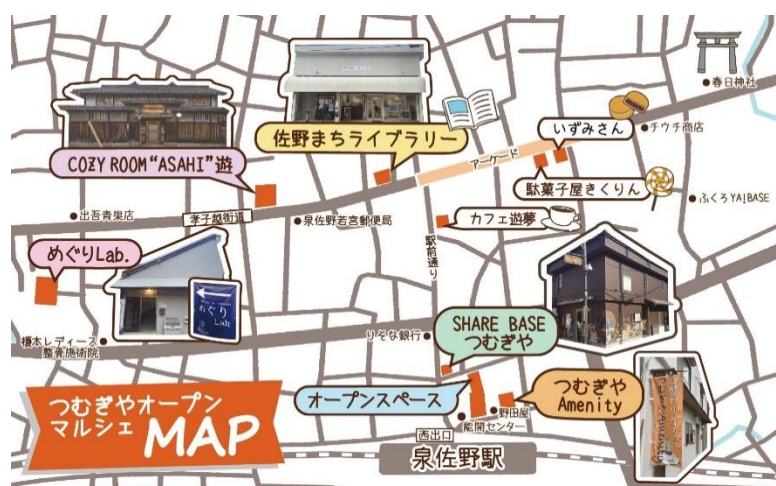 春日神社
チウチ商店
いずみさん
佐野まちライブラリー
アーケード
COZY ROOM“ASAHI”遊
駄菓子屋きくりん
ふくろYA!BASE
出吾青果店
孝子越街道
泉佐野若宮郵便局
カフェ遊夢
駅前通り
めぐりLab.
めぐり
Lab
榎本レディース
整骨施術院
りそな銀行
SHARE BASE
つむぎや
オープンスペース
つむぎや
Amenity
野田屋
能開センター
西出口
泉佐野駅
つむぎやオープン
マルシェ MAP